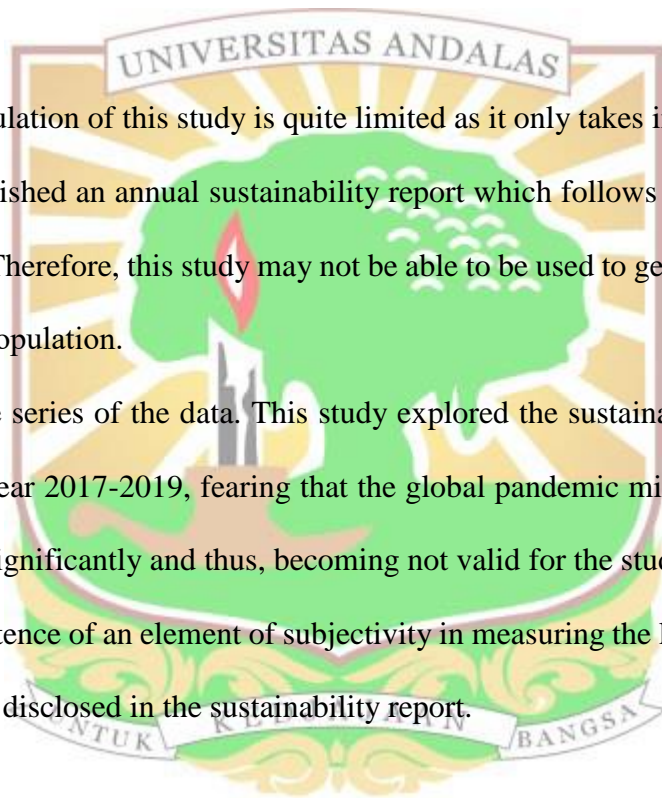 UNIVERSITAS ANDALAS
ulation of this study is quite limited as it only takes i
ished an annual sustainability report which follows
Therefore, this study may not be able to be used to ge
opulation.
e series of the data. This study explored the sustaina
ear 2017-2019, fearing that the global pandemic mi
ignificantly and thus, becoming not valid for the stud
tence of an element of subjectivity in measuring the
disclosed in the sustainability report.
UNTUK BANGSA